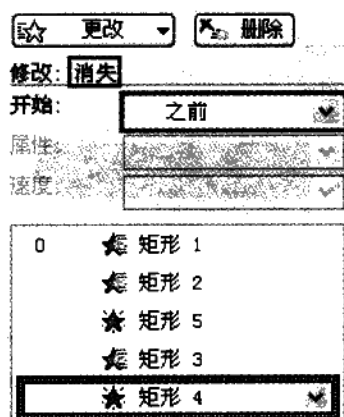 更改 删除
修改: 消失
开始: 之前
属性:
速度:
0 矩形 1
矩形 2
矩形 5
矩形 3
矩形 4